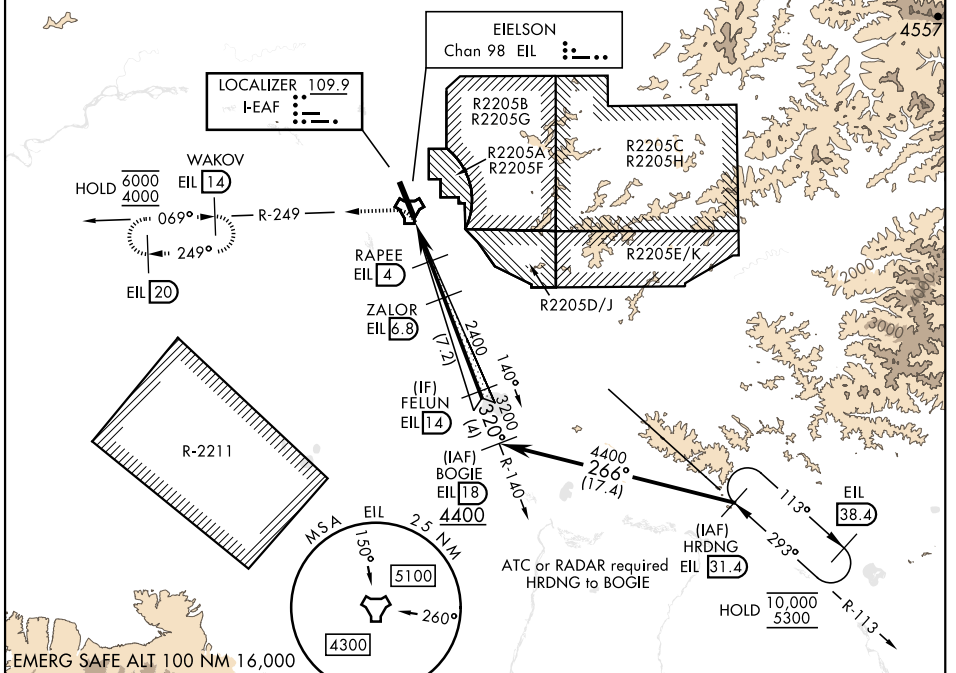 4557
EIELSON
Chan 98 EIL
LOCALIZER 109.9
I-EAF
R2205B
R2205G
R2205A
R2205F
R2205C
R2205H
R2205E/K
R2205D/J
WAKOV
EIL 14
HOLD 6000
4000
069°
R-249
249°
EIL 20
RAPEE
EIL 4
ZALOR
EIL 6.8
2400
(7.2)
140°
(IF)
FELUN
EIL 14
3200
320°
(4)
(IAF)
BOGIE
EIL 18
4400
R-140
4400
266°
(17.4)
2000
4000
3000
R-2211
113°
293°
EIL
38.4
(IAF)
HRDNG
EIL 31.4
ATC or RADAR required
HRDNG to BOGIE
HOLD 10,000
5300
R-113
MSA EIL 25 NM
150°
5100
260°
4300
EMERG SAFE ALT 100 NM 16,000